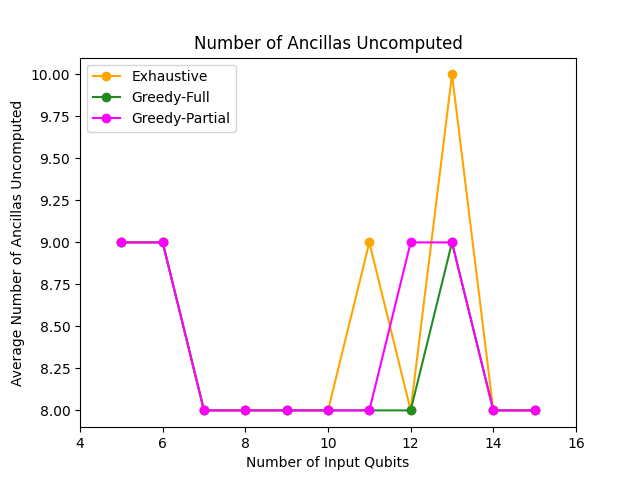 Number of Ancillas Uncomputed
Exhaustive
Greedy-Full
Greedy-Partial
Average Number of Ancillas Uncomputed
10.00
9.75
9.50
9.25
9.00
8.75
8.50
8.25
8.00
4 6 8 10 12 14 16
Number of Input Qubits